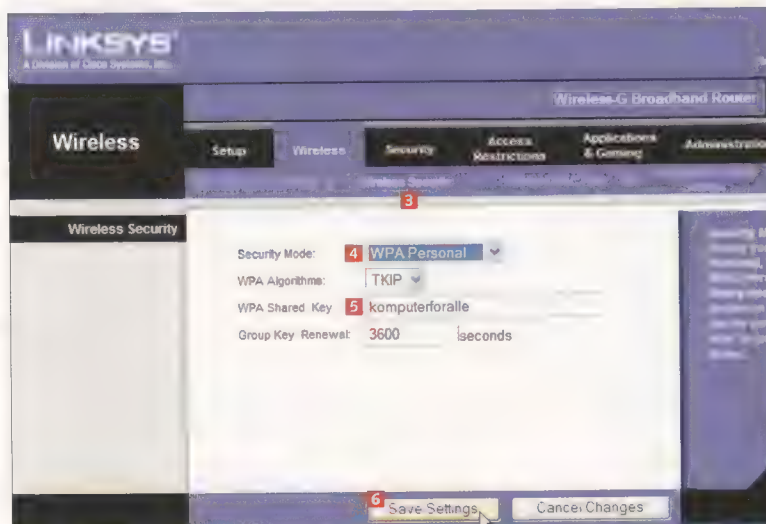 LINKSYS
A Division of Cisco Systems, Inc.
Wireless-G Broadband Router
Wireless
Setup Wireless Security Access Restrictions Applications & Gaming
Wireless Security
3
Wireless Security
Security Mode: 4 WPA Personal
WPA Algorithms: TKIP
WPA Shared Key 5 komputerforalle
Group Key Renewal: 3600 seconds
6 Save Settings Cancel Changes